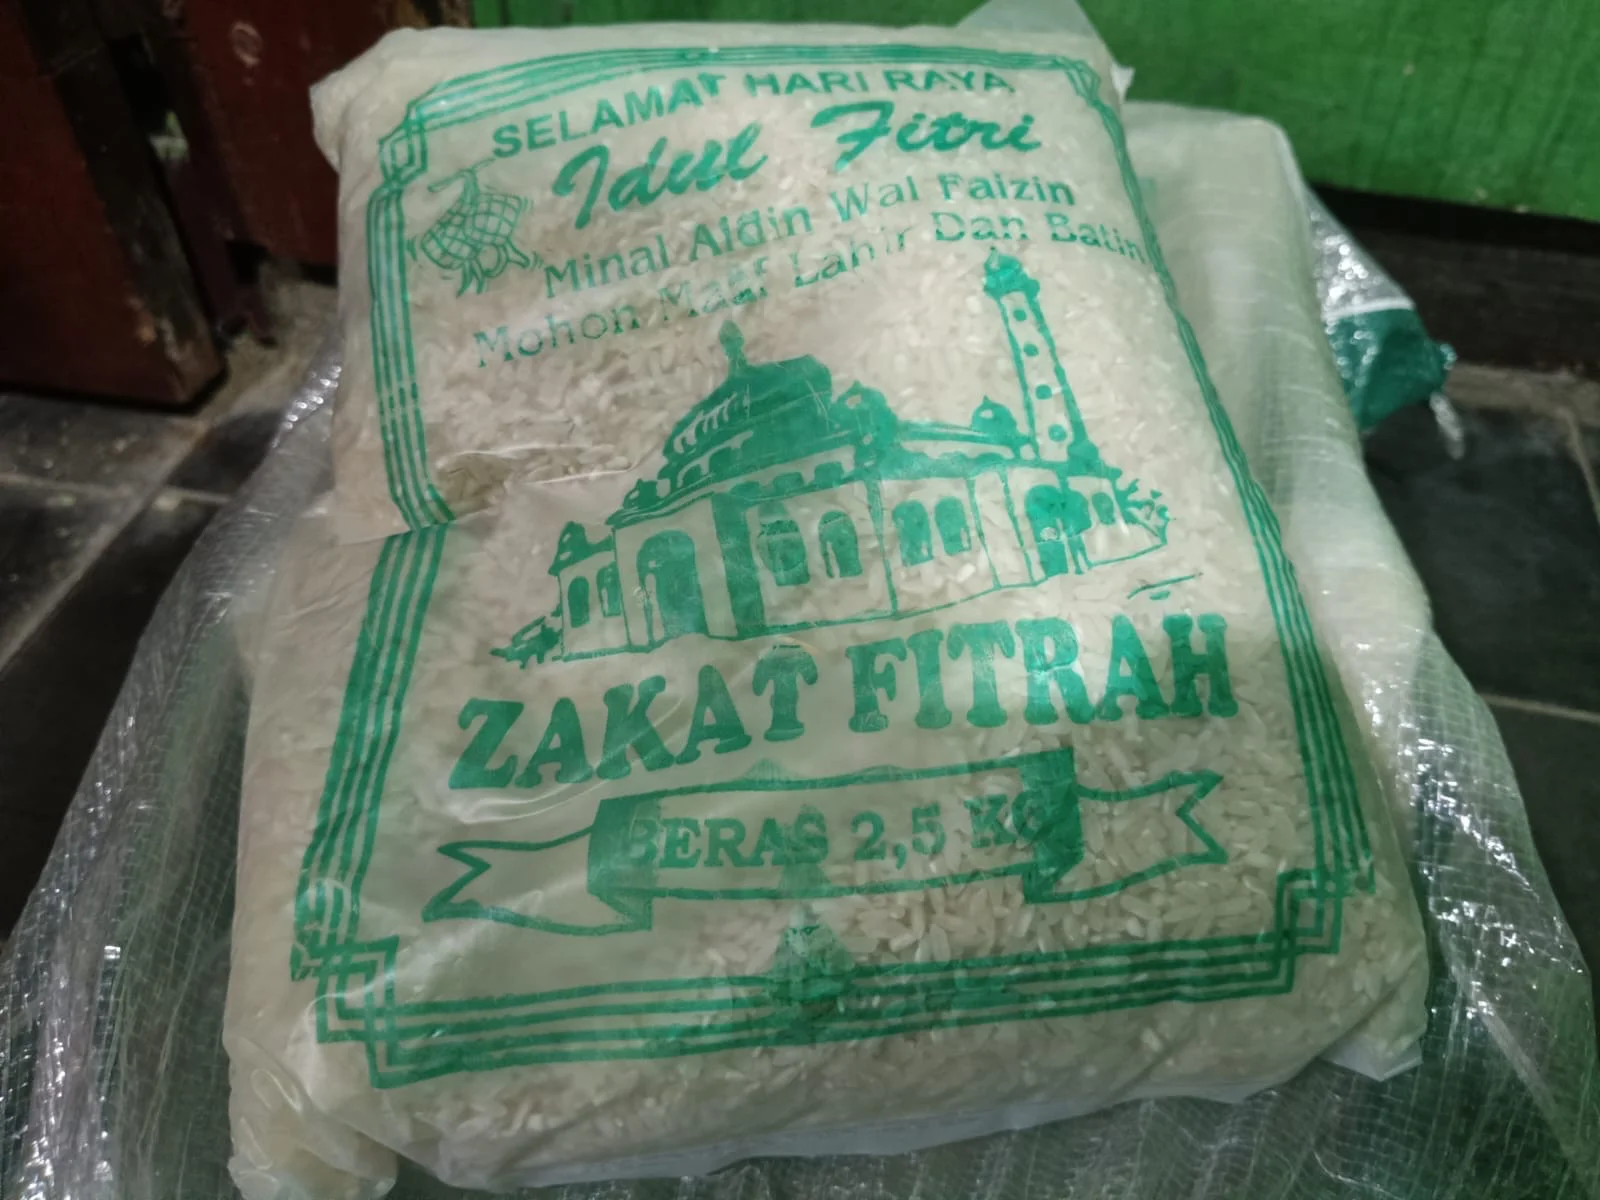 SELAMAT HARI RAYA
Idul Fitri
Minal Aidin Wal Faizin
Mohon Maaf Lahir Dan Batin
ZAKAT FITRAH
BERAS 2,5 KG